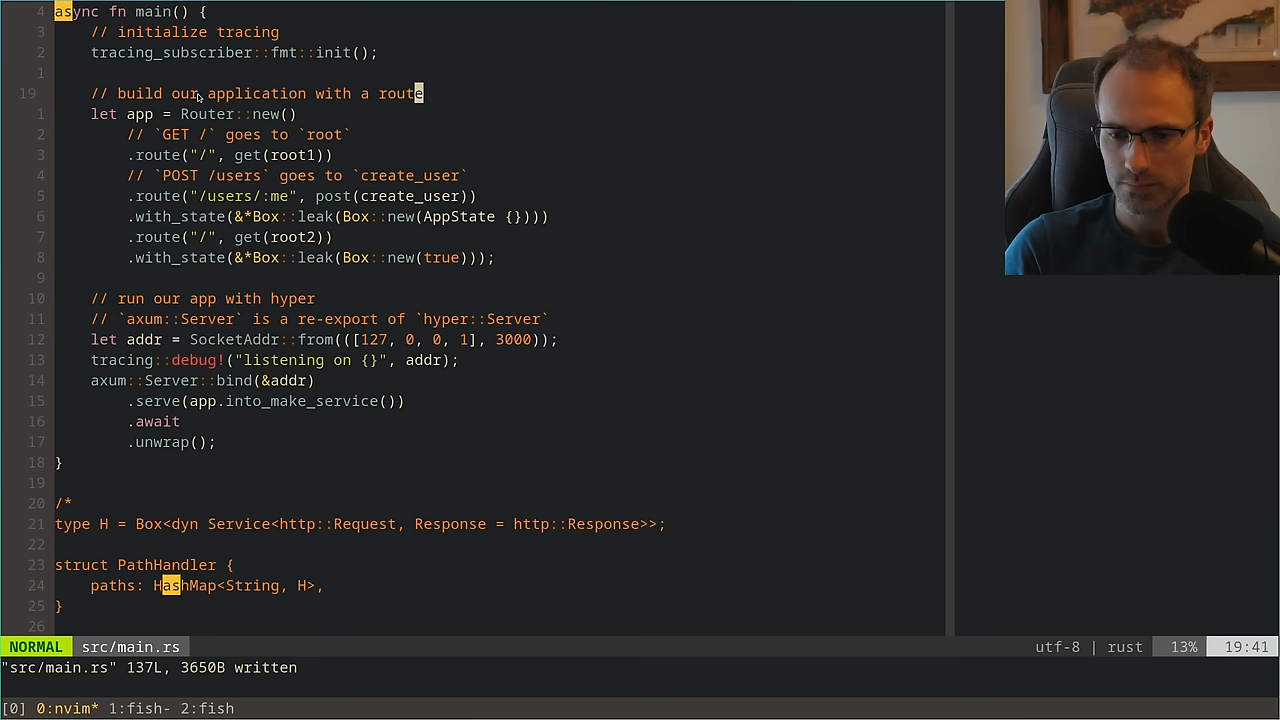 4 async fn main() {
3 // initialize tracing
2 tracing_subscriber::fmt::init();
1
19 // build our application with a route
1 let app = Router::new()
2 // `GET /` goes to `root`
3 .route("/", get(root1))
4 // `POST /users` goes to `create_user`
5 .route("/users/:me", post(create_user))
6 .with_state(&*Box::leak(Box::new(AppState {})))
7 .route("/", get(root2))
8 .with_state(&*Box::leak(Box::new(true)));
9
10 // run our app with hyper
11 // `axum::Server` is a re-export of `hyper::Server`
12 let addr = SocketAddr::from(([127, 0, 0, 1], 3000));
13 tracing::debug!("listening on {}", addr);
14 axum::Server::bind(&addr)
15 .serve(app.into_make_service())
16 .await
17 .unwrap();
18 }
19
20 /*
21 type H = Box<dyn Service<http::Request, Response = http::Response>>;
22
23 struct PathHandler {
24 paths: HashMap<String, H>,
25 }
26
NORMAL src/main.rs utf-8 | rust 13% 19:41
"src/main.rs" 137L, 3650B written
[0] 0:nvim* 1:fish- 2:fish